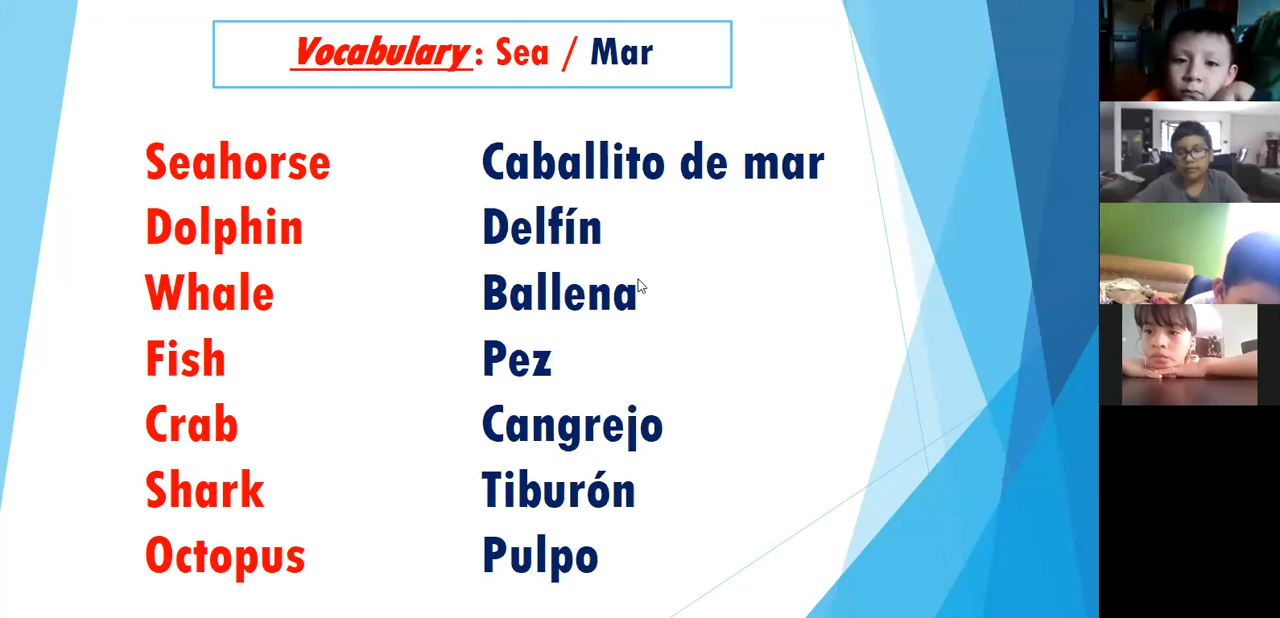 Vocabulary: Sea / Mar
Seahorse Caballito de mar
Dolphin Delfín
Whale Ballena
Fish Pez
Crab Cangrejo
Shark Tiburón
Octopus Pulpo